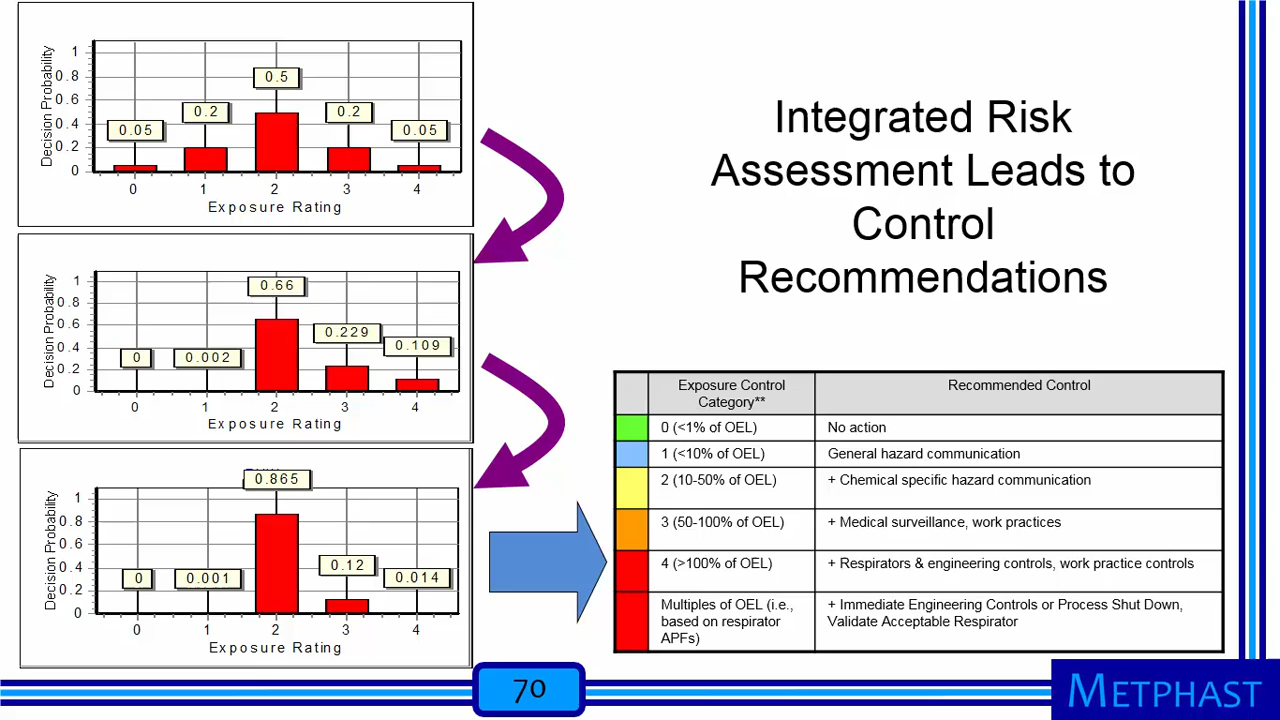 Integrated Risk
Assessment Leads to
Control
Recommendations
Decision Probability
1
0.8
0.6
0.4
0.2
0
0.05
0.2
0.5
0.2
0.05
0 1 2 3 4
Exposure Rating
Decision Probability
1
0.8
0.6
0.4
0.2
0
0
0.002
0.66
0.229
0.109
0 1 2 3 4
Exposure Rating
Decision Probability
1
0.8
0.6
0.4
0.2
0
0
0.001
0.865
0.12
0.014
0 1 2 3 4
Exposure Rating
Exposure Control
Category**
Recommended Control
0 (<1% of OEL)
No action
1 (<10% of OEL)
General hazard communication
2 (10-50% of OEL)
+ Chemical specific hazard communication
3 (50-100% of OEL)
+ Medical surveillance, work practices
4 (>100% of OEL)
+ Respirators & engineering controls, work practice controls
Multiples of OEL (i.e.,
based on respirator
APFs)
+ Immediate Engineering Controls or Process Shut Down,
Validate Acceptable Respirator
70
METPHAST